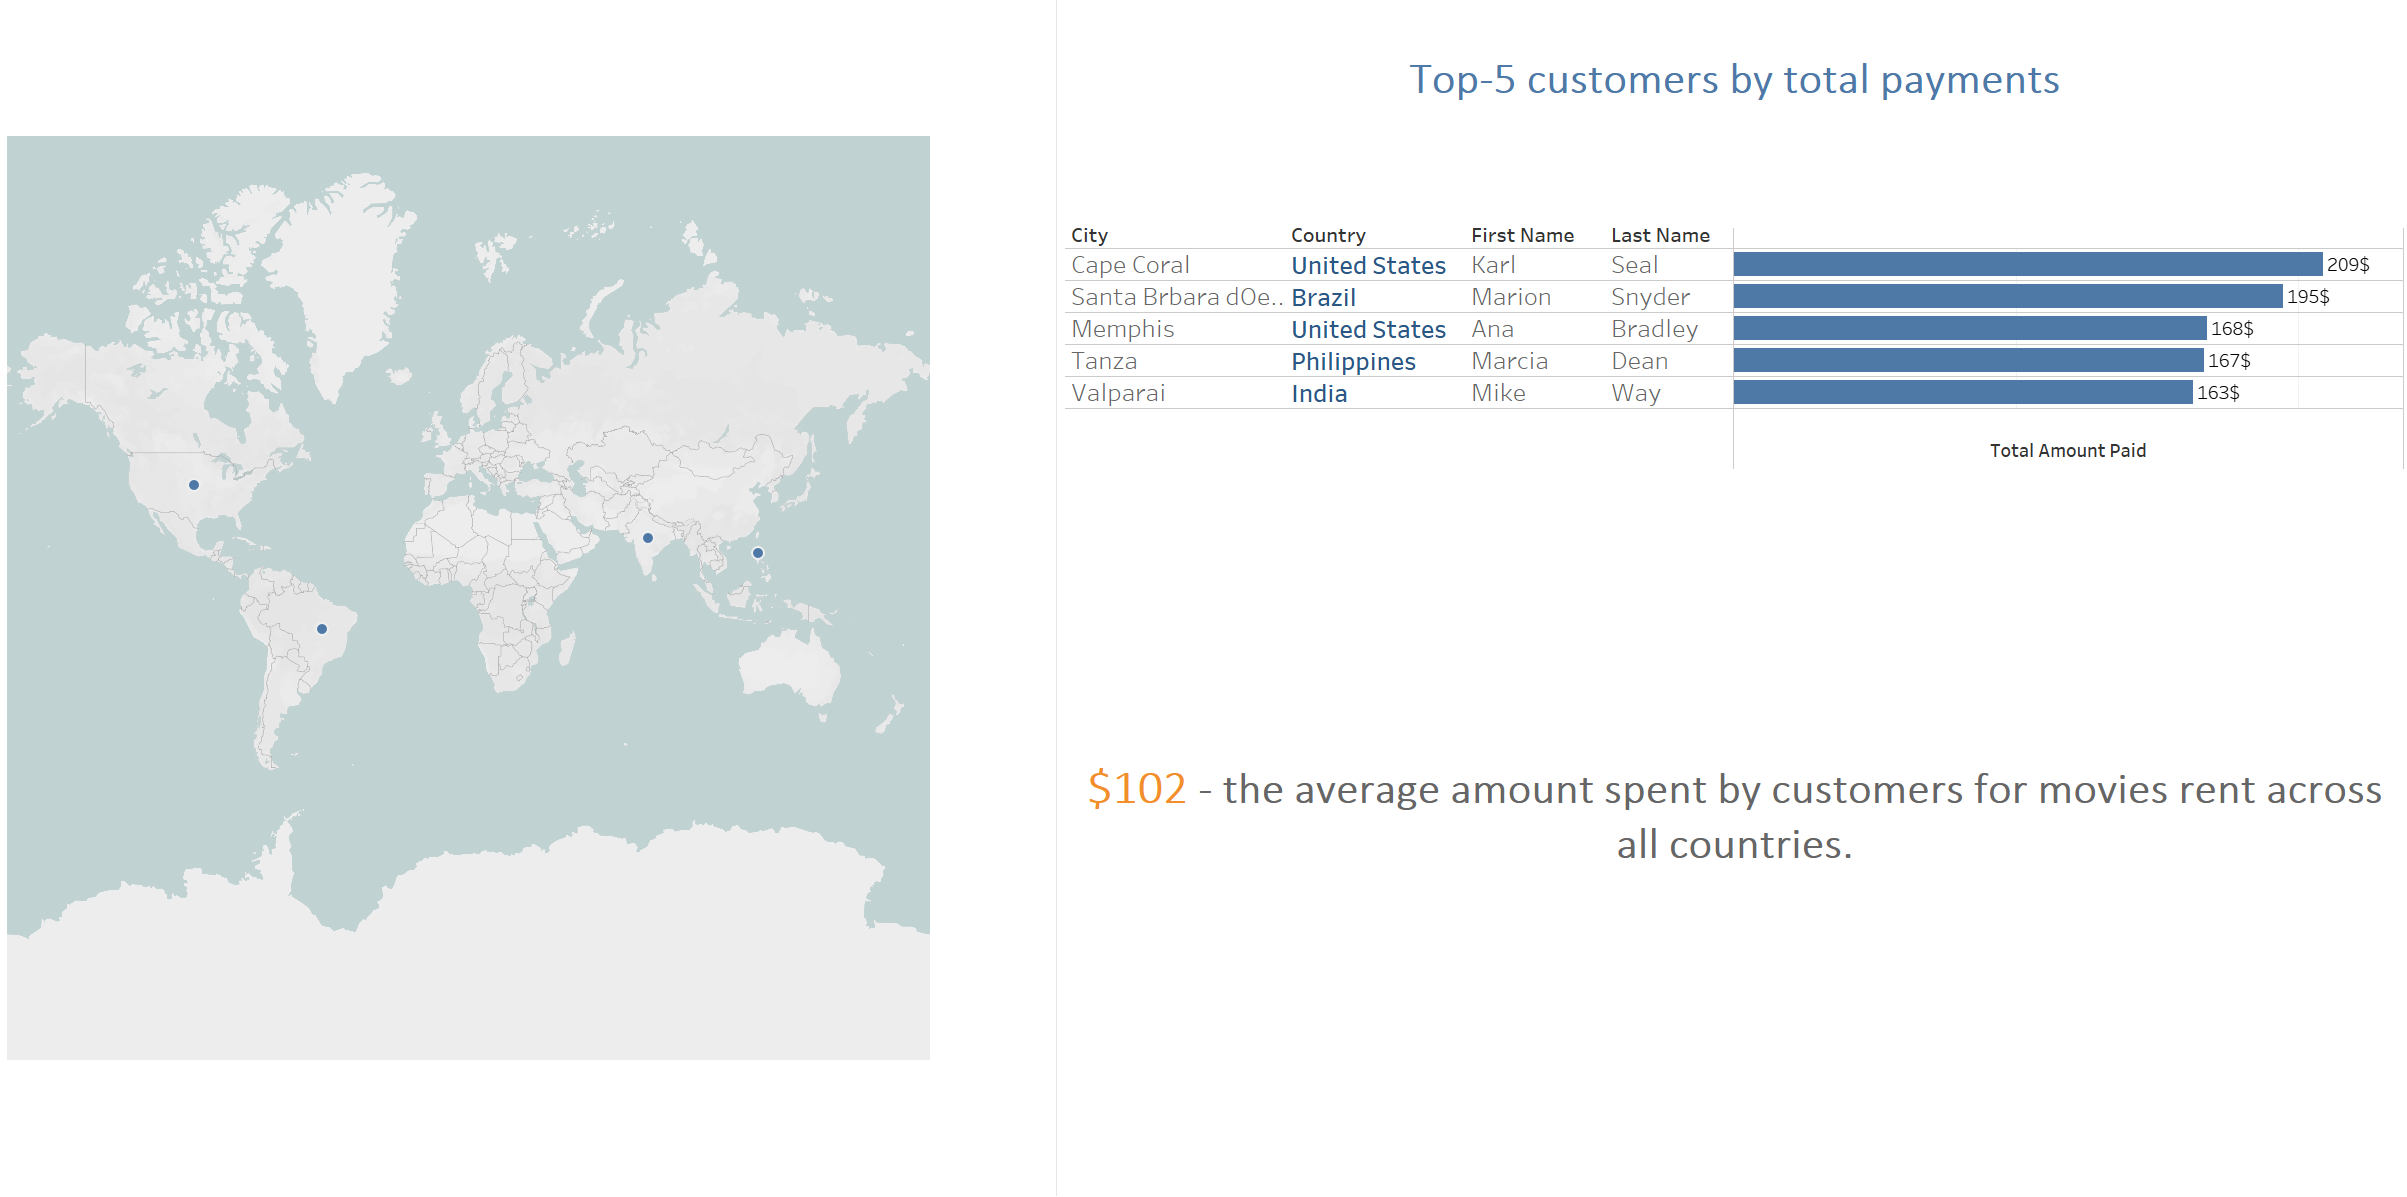 Top-5 customers by total payments
City Country First Name Last Name
Cape Coral United States Karl Seal 209$
Santa Brbara dOe.. Brazil Marion Snyder 195$
Memphis United States Ana Bradley 168$
Tanza Philippines Marcia Dean 167$
Valparai India Mike Way 163$
Total Amount Paid
$102 - the average amount spent by customers for movies rent across
all countries.